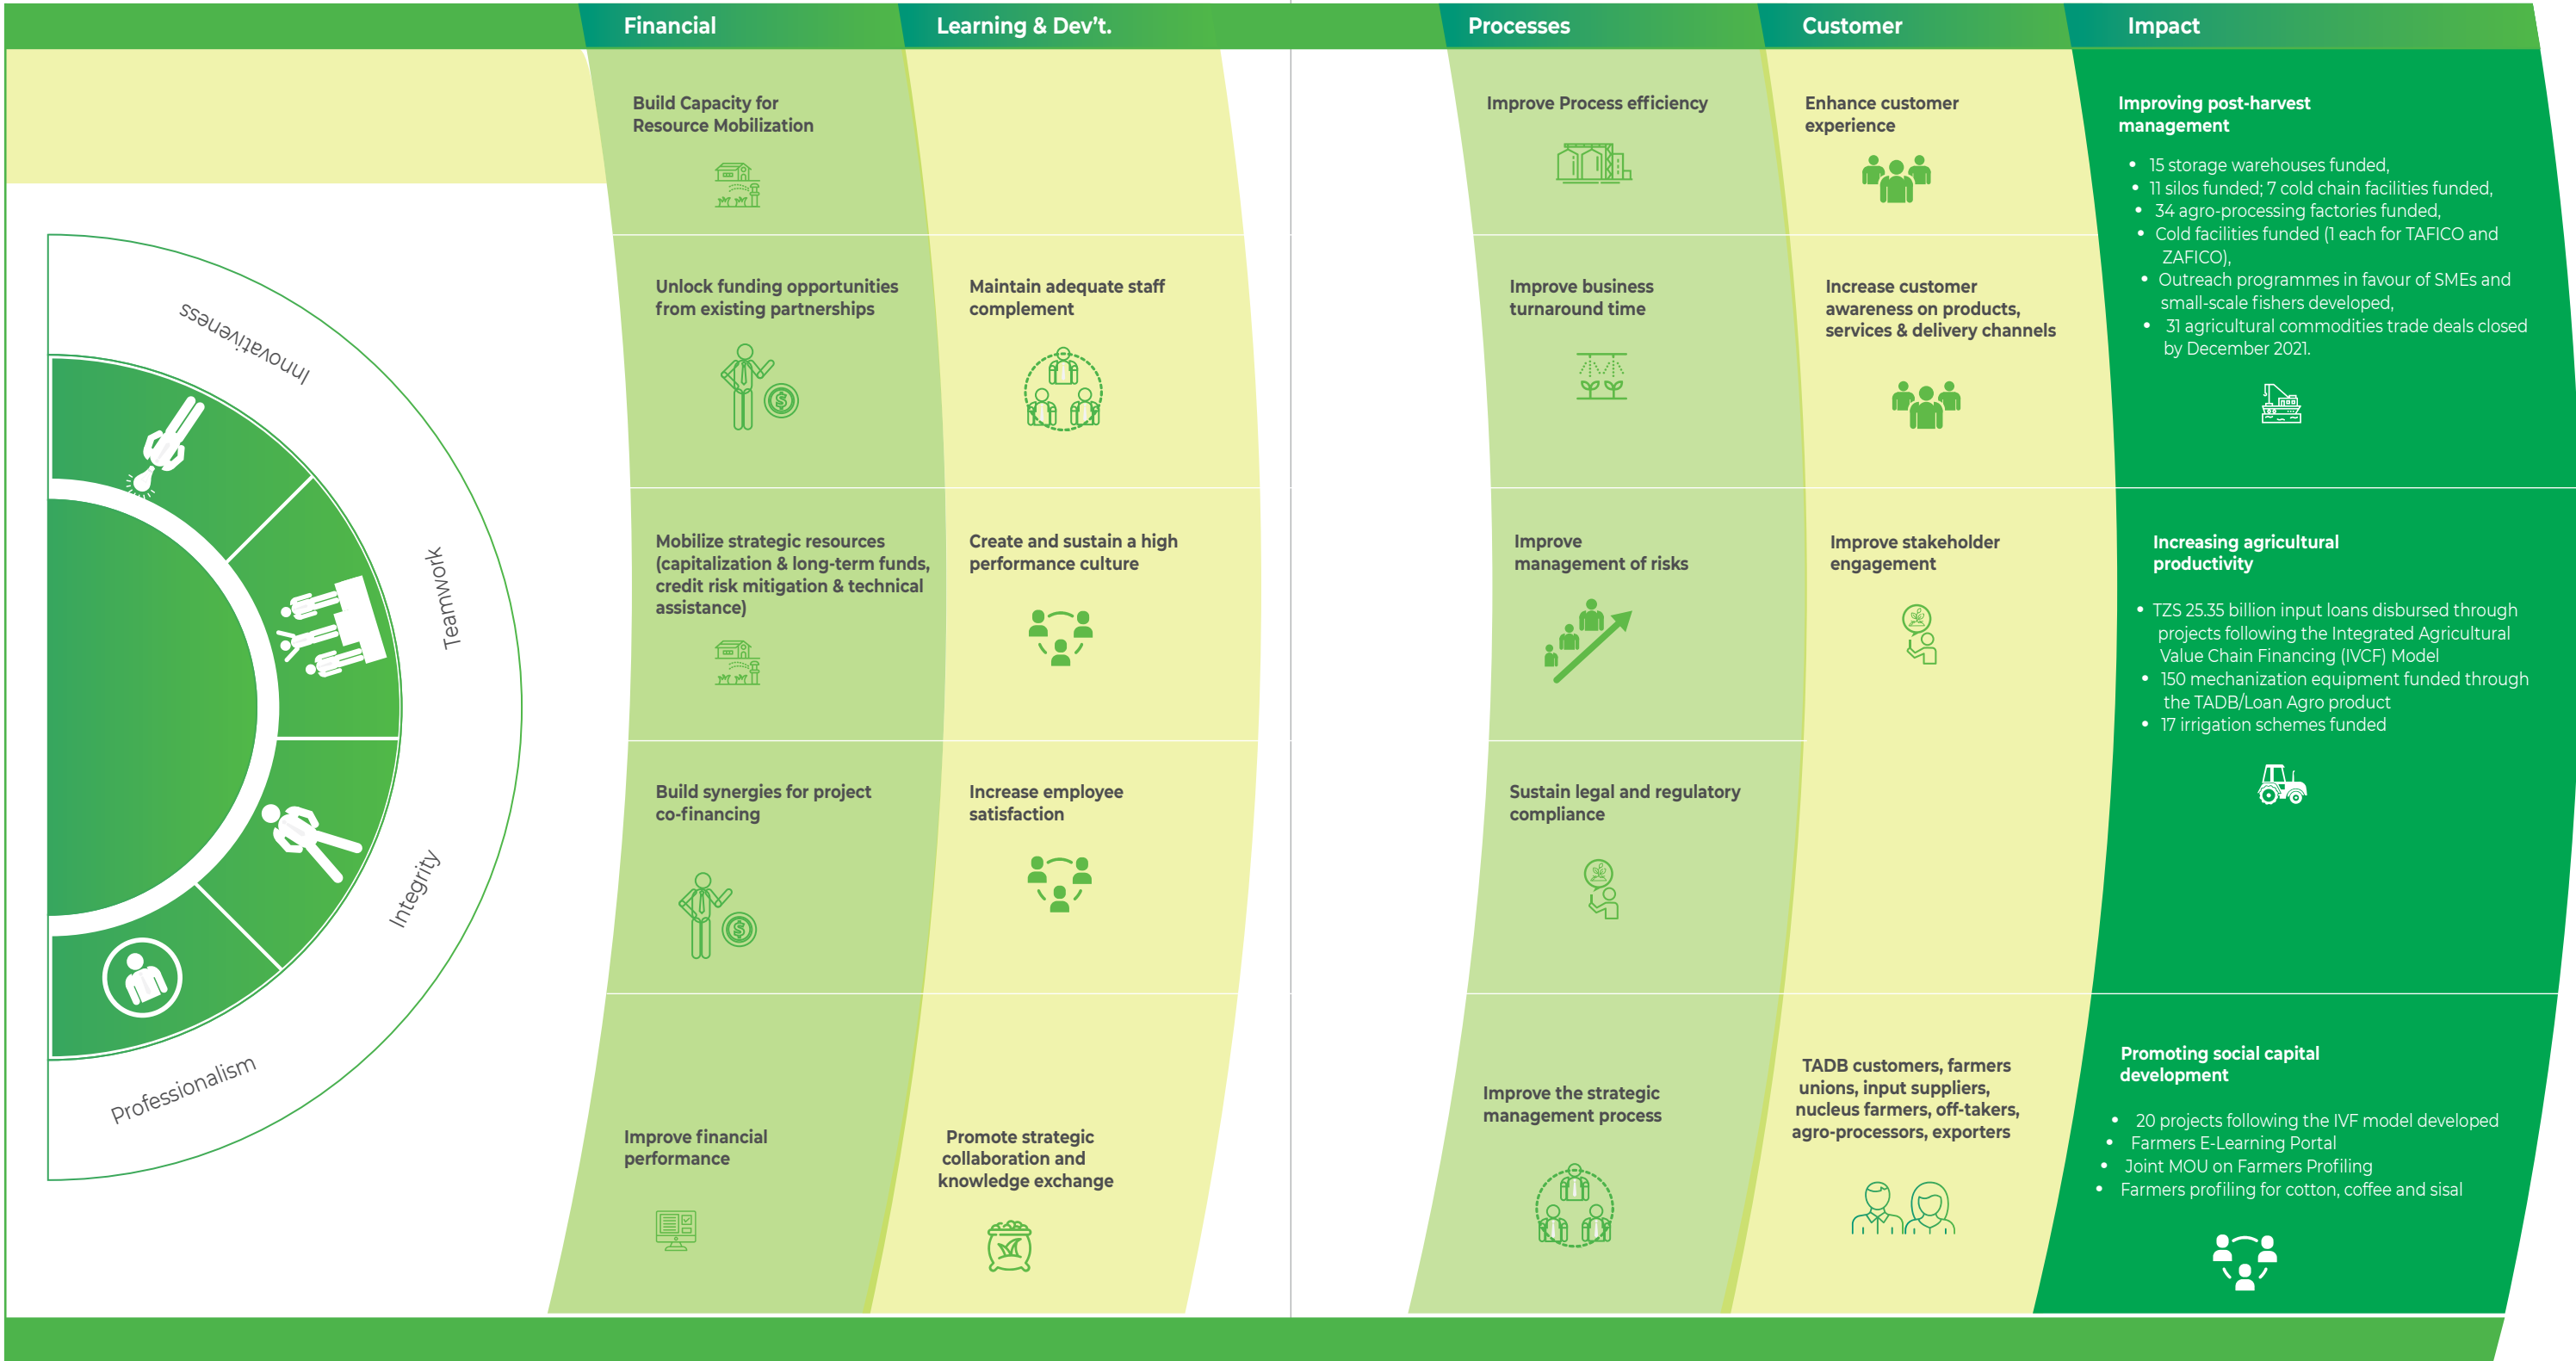 Financial
Learning & Dev't.
Processes
Customer
Impact
Innovativeness
Teamwork
Integrity
Professionalism
Build Capacity for
Resource Mobilization
Unlock funding opportunities
from existing partnerships
Mobilize strategic resources
(capitalization & long-term funds,
credit risk mitigation & technical
assistance)
Build synergies for project
co-financing
Improve financial
performance
Maintain adequate staff
complement
Create and sustain a high
performance culture
Increase employee
satisfaction
Promote strategic
collaboration and
knowledge exchange
Improve Process efficiency
Improve business
turnaround time
Improve
management of risks
Sustain legal and regulatory
compliance
Improve the strategic
management process
Enhance customer
experience
Increase customer
awareness on products,
services & delivery channels
Improve stakeholder
engagement
TADB customers, farmers
unions, input suppliers,
nucleus farmers, off-takers,
agro-processors, exporters
Improving post-harvest
management
• 15 storage warehouses funded,
• 11 silos funded; 7 cold chain facilities funded,
• 34 agro-processing factories funded,
• Cold facilities funded (1 each for TAFICO and
ZAFICO),
• Outreach programmes in favour of SMEs and
small-scale fishers developed,
• 31 agricultural commodities trade deals closed
by December 2021.
Increasing agricultural
productivity
• TZS 25.35 billion input loans disbursed through
projects following the Integrated Agricultural
Value Chain Financing (IVCF) Model
• 150 mechanization equipment funded through
the TADB/Loan Agro product
• 17 irrigation schemes funded
Promoting social capital
development
• 20 projects following the IVF model developed
• Farmers E-Learning Portal
• Joint MOU on Farmers Profiling
• Farmers profiling for cotton, coffee and sisal